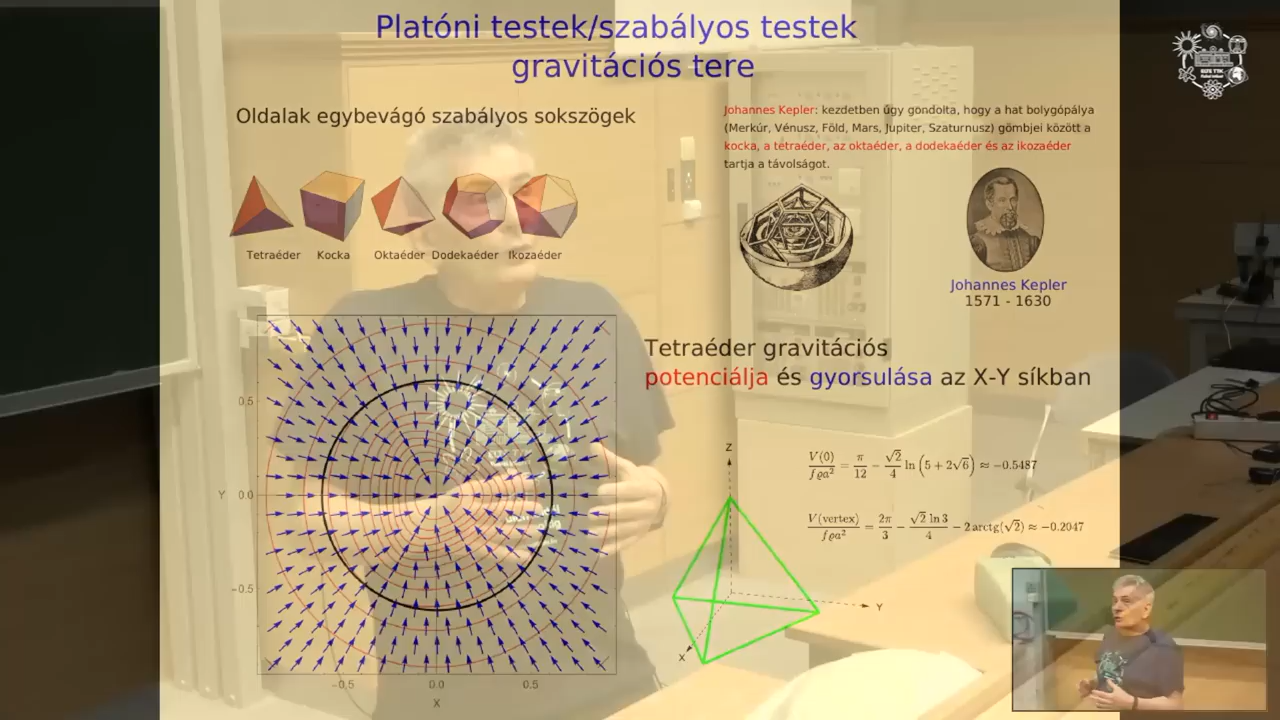 Platóni testek/szabályos testek
gravitációs tere
Oldalak egybevágó szabályos sokszögek
Johannes Kepler: kezdetben úgy gondolta, hogy a hat bolygópálya
(Merkúr, Vénusz, Föld, Mars, Jupiter, Szaturnusz) gömbjei között a
kocka, a tetraéder, az oktaéder, a dodekaéder és az ikozaéder
tartja a távolságot.
Tetraéder Kocka Oktaéder Dodekaéder Ikozaéder
Johannes Kepler
1571 - 1630
Tetraéder gravitációs
potenciálja és gyorsulása az X-Y síkban
0.5
Y 0.0
−0.5
−0.5 0.0 0.5
X
Z
Y
X
V(0)/fϱa² = π/12 − √2/4 ln (5 + 2√6) ≈ −0.5487
V(vertex)/fϱa² = 2π/3 − √2 ln 3/4 − 2 arctg(√2) ≈ −0.2047